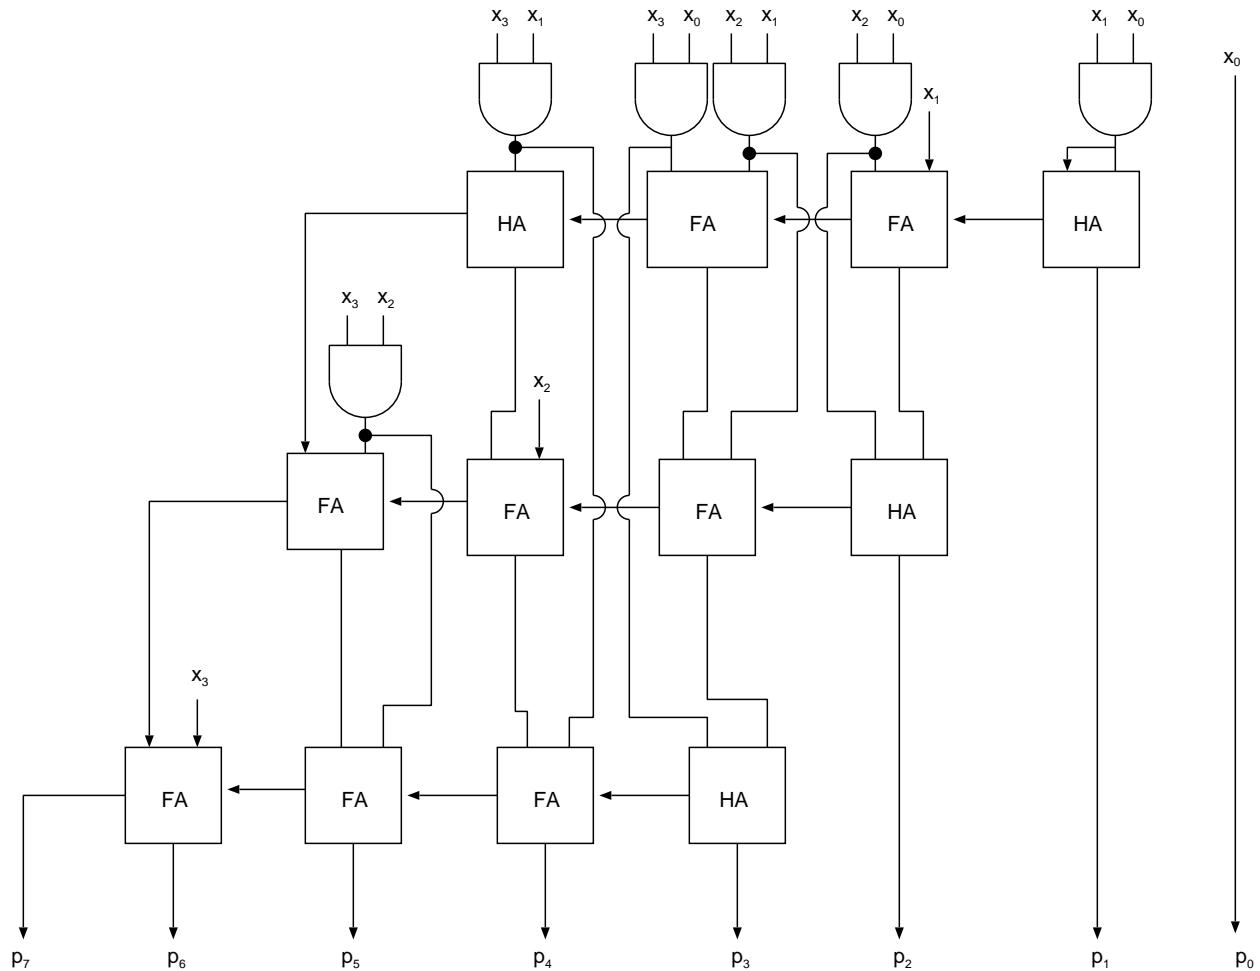 x₃ x₁ x₃ x₀ x₂ x₁ x₂ x₀ x₁ x₀
x₀
x₁
HA FA FA HA
x₃ x₂
x₂
FA FA FA HA
x₃
FA FA FA HA
p₇ p₆ p₅ p₄ p₃ p₂ p₁ p₀